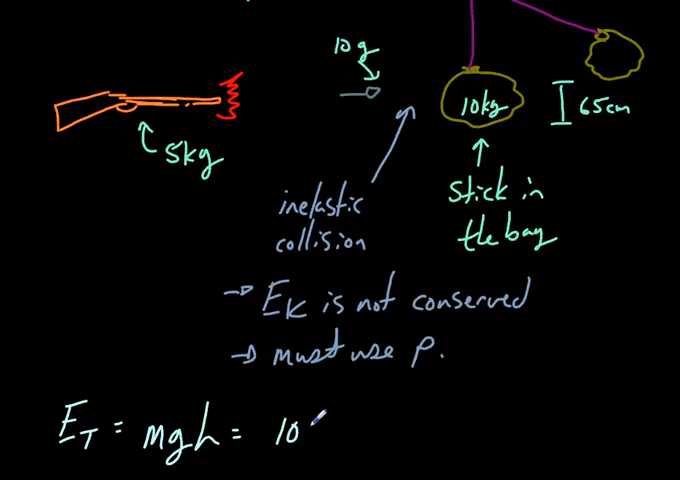 10g
10kg
65cm
5kg
stick in
the bag
inelastic
collision
→ EK is not conserved
→ must use p.
ET = mgh = 10